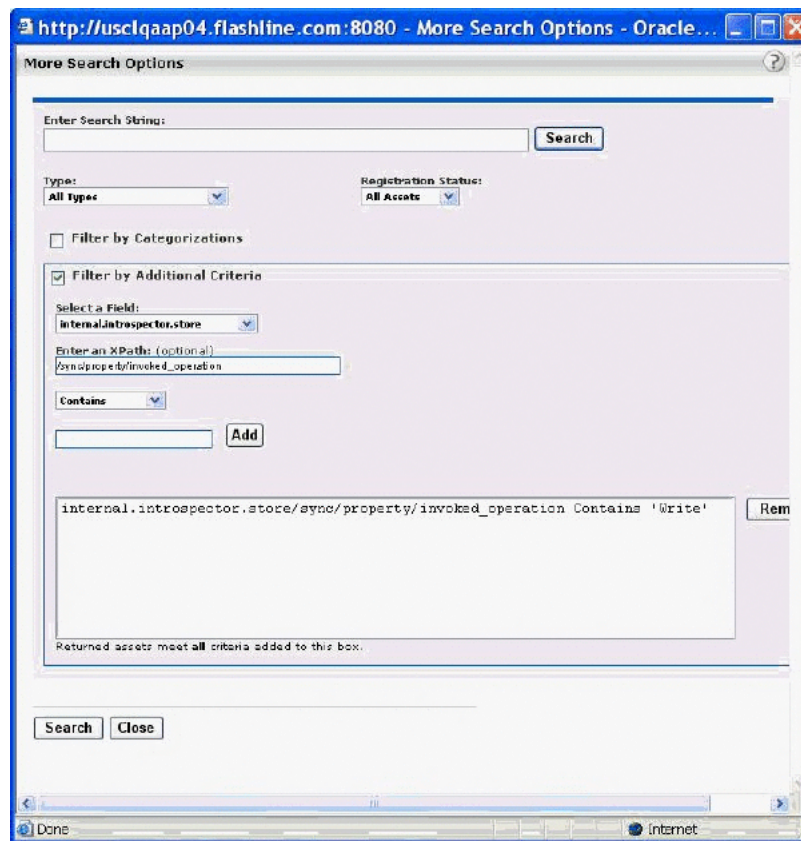 http://usclqaap04.flashline.com:8080 - More Search Options - Oracle...
More Search Options
?
Enter Search String:
Search
Type: Registration Status:
All Types All Assets
Filter by Categorizations
Filter by Additional Criteria
Select a Field:
internal.introspector.store
Enter an XPath: (optional)
/sync/property/invoked_operation
Contains
Add
internal.introspector.store/sync/property/invoked_operation Contains 'Write'
Rem
Returned assets meet all criteria added to this box.
Search Close
Done Internet